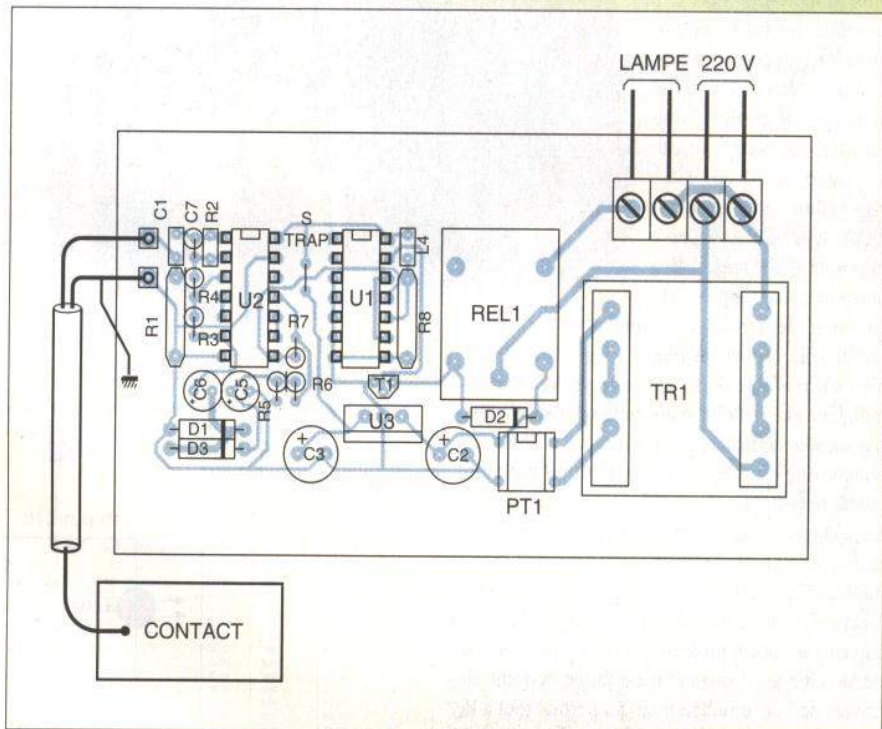 LAMPE 220 V
C1
C7
R2
S
TRAP
U2
U1
REL1
R4
R3
R1
R7
R8
TR1
C6
C5
R5
R6
T1
U3
D2
D1
D3
C3
C2
PT1
CONTACT
+
+
+
+